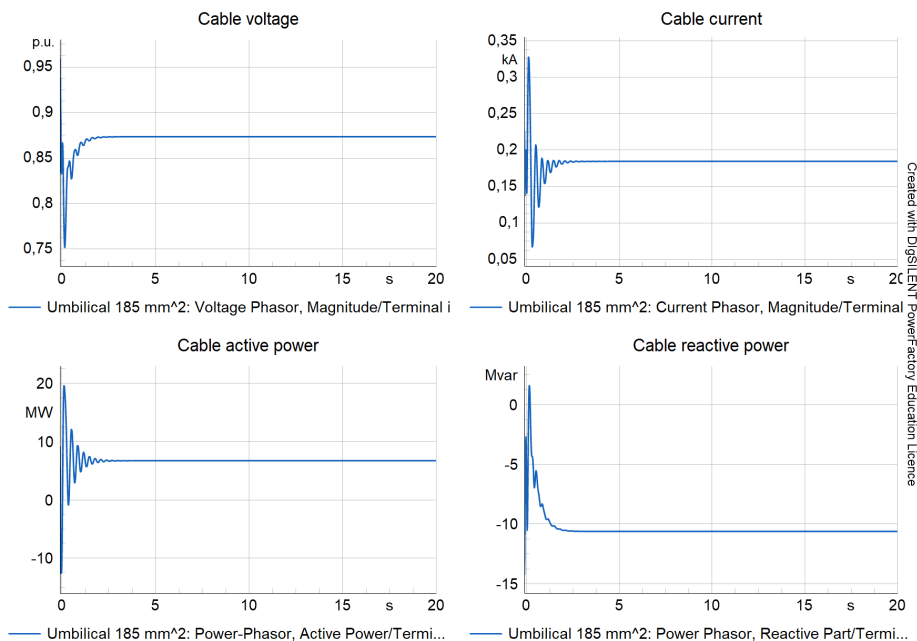 Cable voltage
p.u.
0,95
0,9
0,85
0,8
0,75
0 5 10 15 s 20
Umbilical 185 mm^2: Voltage Phasor, Magnitude/Terminal i
Cable current
0,35
kA
0,3
0,25
0,2
0,15
0,1
0,05
0 5 10 15 s 20
Umbilical 185 mm^2: Current Phasor, Magnitude/Terminal
Cable active power
20
MW
10
0
-10
0 5 10 15 s 20
Umbilical 185 mm^2: Power-Phasor, Active Power/Termi...
Cable reactive power
Mvar
0
-5
-10
-15
0 5 10 15 s 20
Umbilical 185 mm^2: Power Phasor, Reactive Part/Termi...
Created with DIgSILENT PowerFactory Education Licence